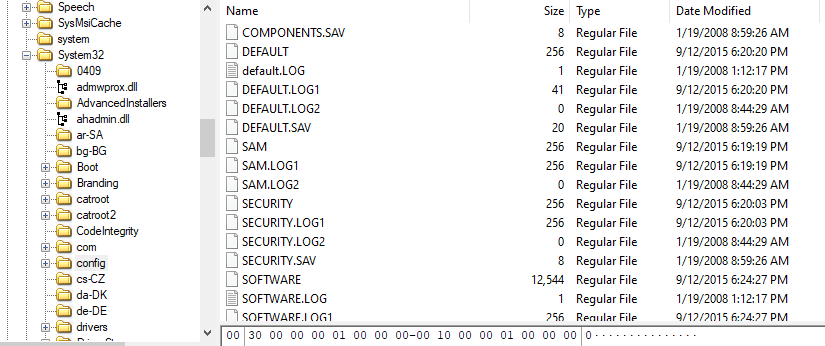 Speech
SysMsiCache
system
System32
0409
admwprox.dll
AdvancedInstallers
ahadmin.dll
ar-SA
bg-BG
Boot
Branding
catroot
catroot2
CodeIntegrity
com
config
cs-CZ
da-DK
de-DE
drivers
Name Size Type Date Modified
COMPONENTS.SAV 8 Regular File 1/19/2008 8:59:26 AM
DEFAULT 256 Regular File 9/12/2015 6:20:20 PM
default.LOG 1 Regular File 1/19/2008 1:12:17 PM
DEFAULT.LOG1 41 Regular File 9/12/2015 6:20:20 PM
DEFAULT.LOG2 0 Regular File 1/19/2008 8:44:29 AM
DEFAULT.SAV 20 Regular File 1/19/2008 8:59:26 AM
SAM 256 Regular File 9/12/2015 6:19:19 PM
SAM.LOG1 256 Regular File 9/12/2015 6:19:19 PM
SAM.LOG2 0 Regular File 1/19/2008 8:44:29 AM
SECURITY 256 Regular File 9/12/2015 6:20:03 PM
SECURITY.LOG1 256 Regular File 9/12/2015 6:20:03 PM
SECURITY.LOG2 0 Regular File 1/19/2008 8:44:29 AM
SECURITY.SAV 8 Regular File 1/19/2008 8:59:26 AM
SOFTWARE 12,544 Regular File 9/12/2015 6:24:27 PM
SOFTWARE.LOG 1 Regular File 1/19/2008 1:12:17 PM
SOFTWARE.LOG1 256 Regular File 9/12/2015 6:24:27 PM
00 30 00 00 00 01 00 00 00-00 10 00 00 01 00 00 00 0···············